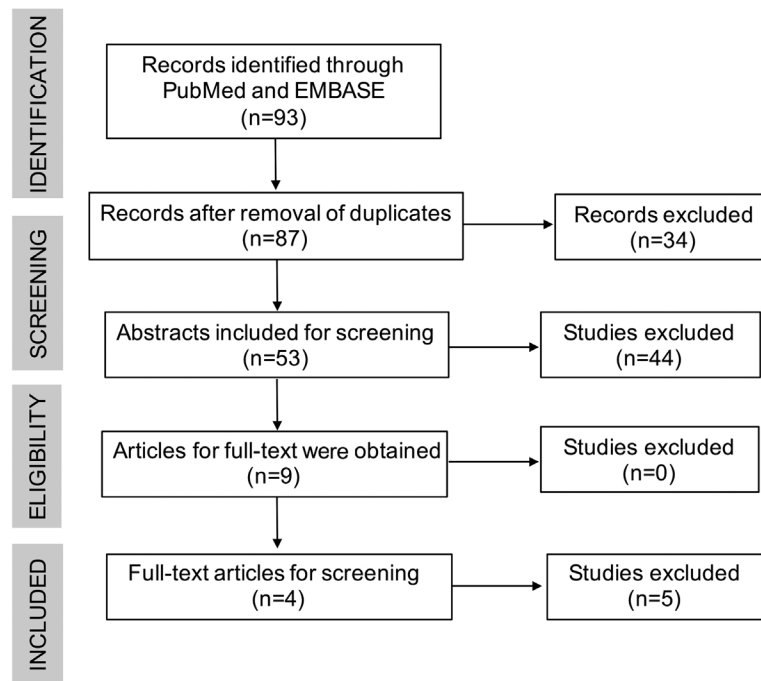 IDENTIFICATION
Records identified through
PubMed and EMBASE
(n=93)
Records after removal of duplicates
(n=87)
Records excluded
(n=34)
SCREENING
Abstracts included for screening
(n=53)
Studies excluded
(n=44)
ELIGIBILITY
Articles for full-text were obtained
(n=9)
Studies excluded
(n=0)
INCLUDED
Full-text articles for screening
(n=4)
Studies excluded
(n=5)